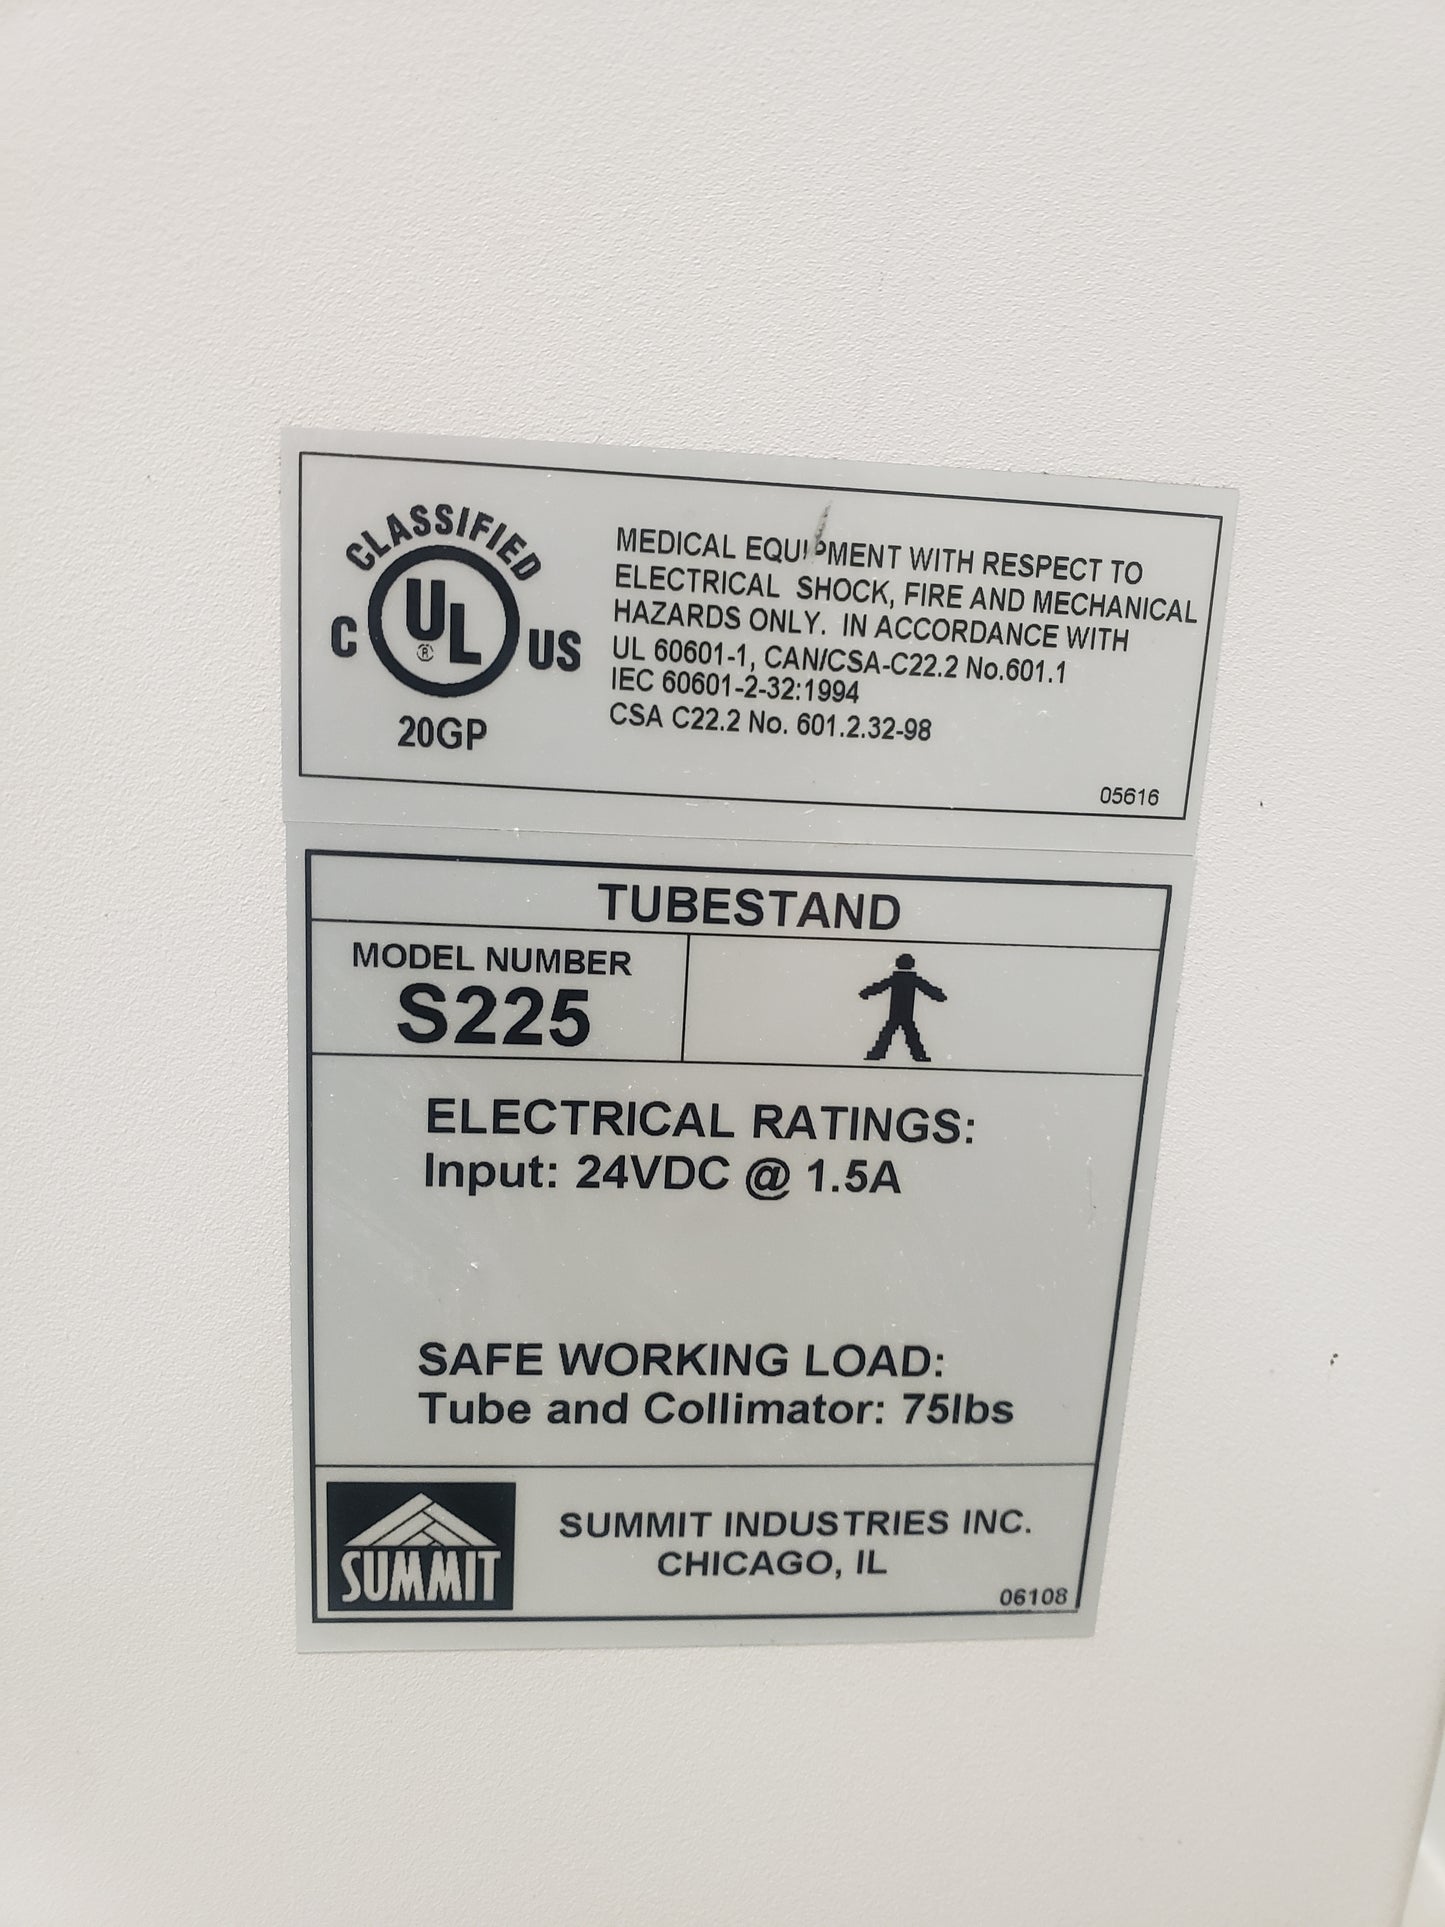 CLASSIFIED
C UL US
®
20GP
MEDICAL EQUIPMENT WITH RESPECT TO
ELECTRICAL SHOCK, FIRE AND MECHANICAL
HAZARDS ONLY. IN ACCORDANCE WITH
UL 60601-1, CAN/CSA-C22.2 No.601.1
IEC 60601-2-32:1994
CSA C22.2 No. 601.2.32-98
05616
TUBESTAND
MODEL NUMBER
S225
ELECTRICAL RATINGS:
Input: 24VDC @ 1.5A
SAFE WORKING LOAD:
Tube and Collimator: 75lbs
SUMMIT
SUMMIT INDUSTRIES INC.
CHICAGO, IL
06108